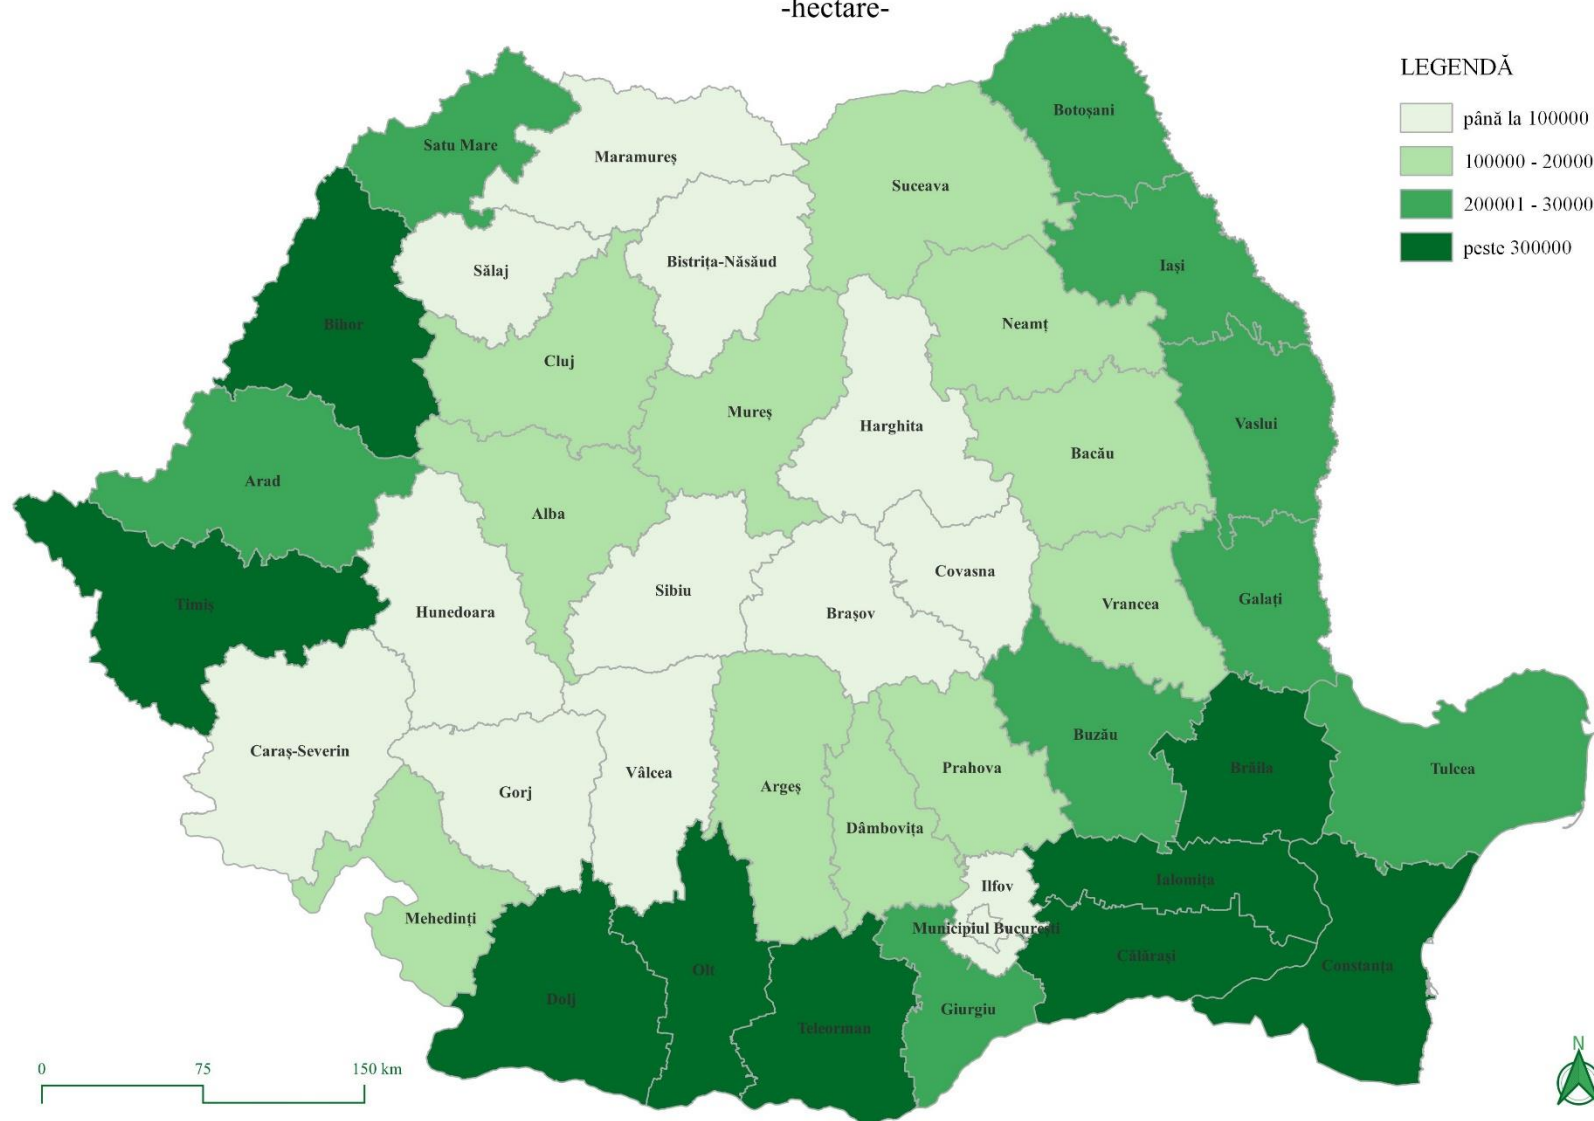 -hectare-
LEGENDĂ
până la 100000
100000 - 20000
200001 - 30000
peste 300000
Botoșani
Satu Mare
Maramureș
Suceava
Bistrița-Năsăud
Iași
Sălaj
Bihor
Neamț
Cluj
Mureș
Harghita
Vaslui
Bacău
Arad
Alba
Covasna
Sibiu
Galați
Timiș
Vrancea
Hunedoara
Brașov
Buzău
Caraș-Severin
Prahova
Brăila
Tulcea
Vâlcea
Argeș
Gorj
Dâmbovița
Ialomița
Ilfov
Mehedinți
Municipiul București
Călărași
Constanța
Olt
Dolj
Giurgiu
Teleorman
N
0 75 150 km